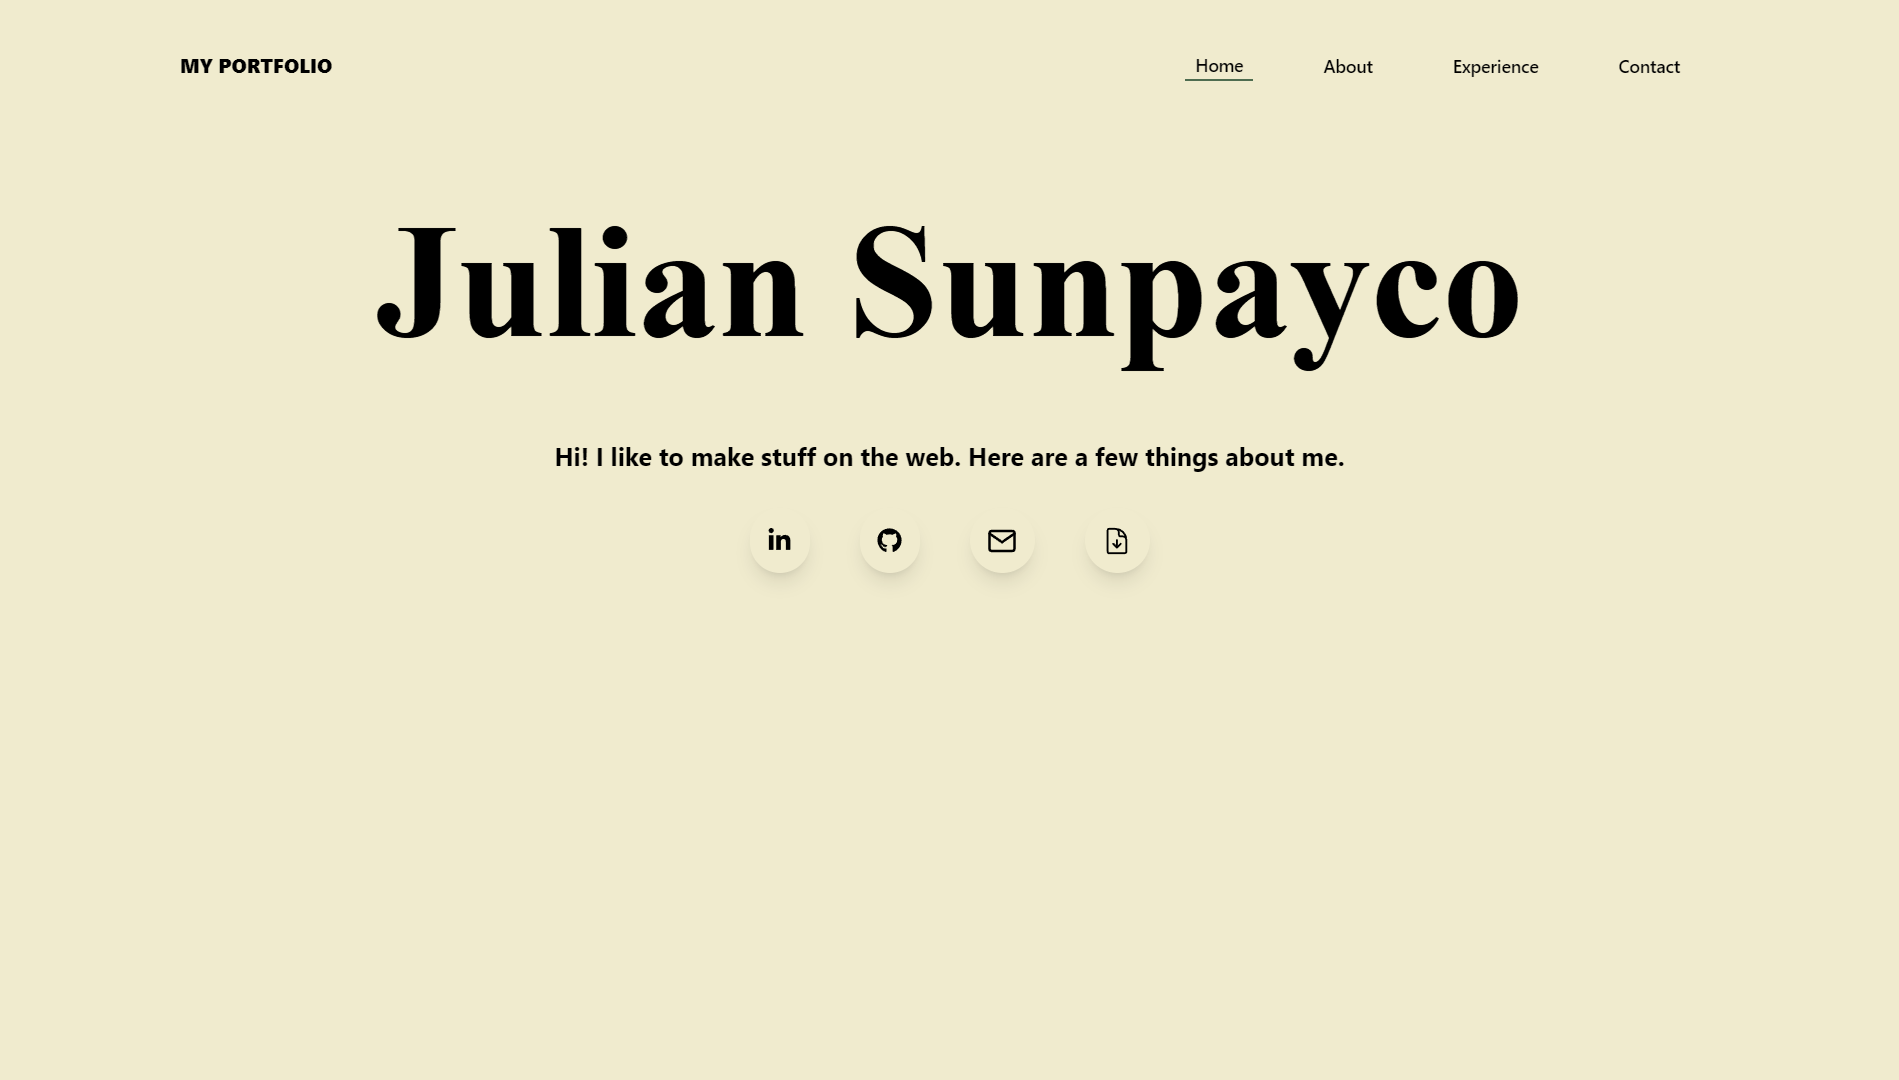 MY PORTFOLIO
Home
About
Experience
Contact
Julian Sunpayco
Hi! I like to make stuff on the web. Here are a few things about me.
in